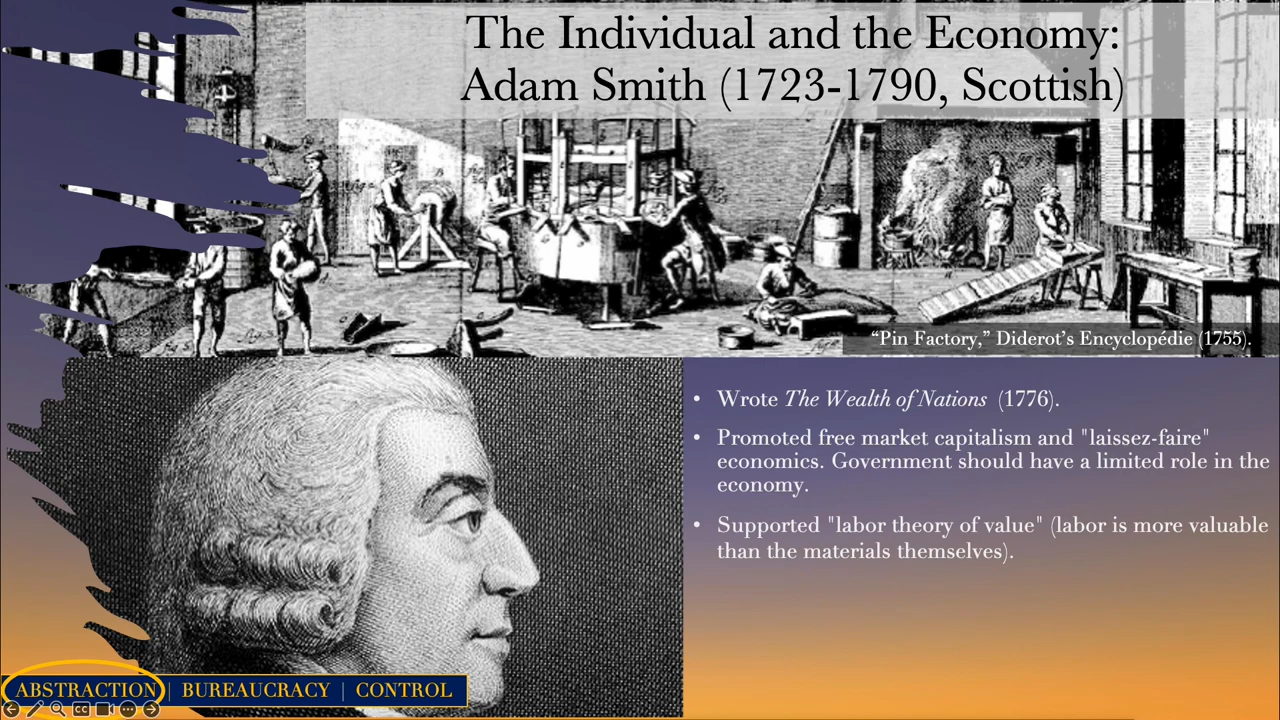 The Individual and the Economy:
Adam Smith (1723-1790, Scottish)
“Pin Factory,” Diderot’s Encyclopédie (1755).
• Wrote The Wealth of Nations (1776).
• Promoted free market capitalism and "laissez-faire"
economics. Government should have a limited role in the
economy.
• Supported "labor theory of value" (labor is more valuable
than the materials themselves).
ABSTRACTION | BUREAUCRACY | CONTROL
CC